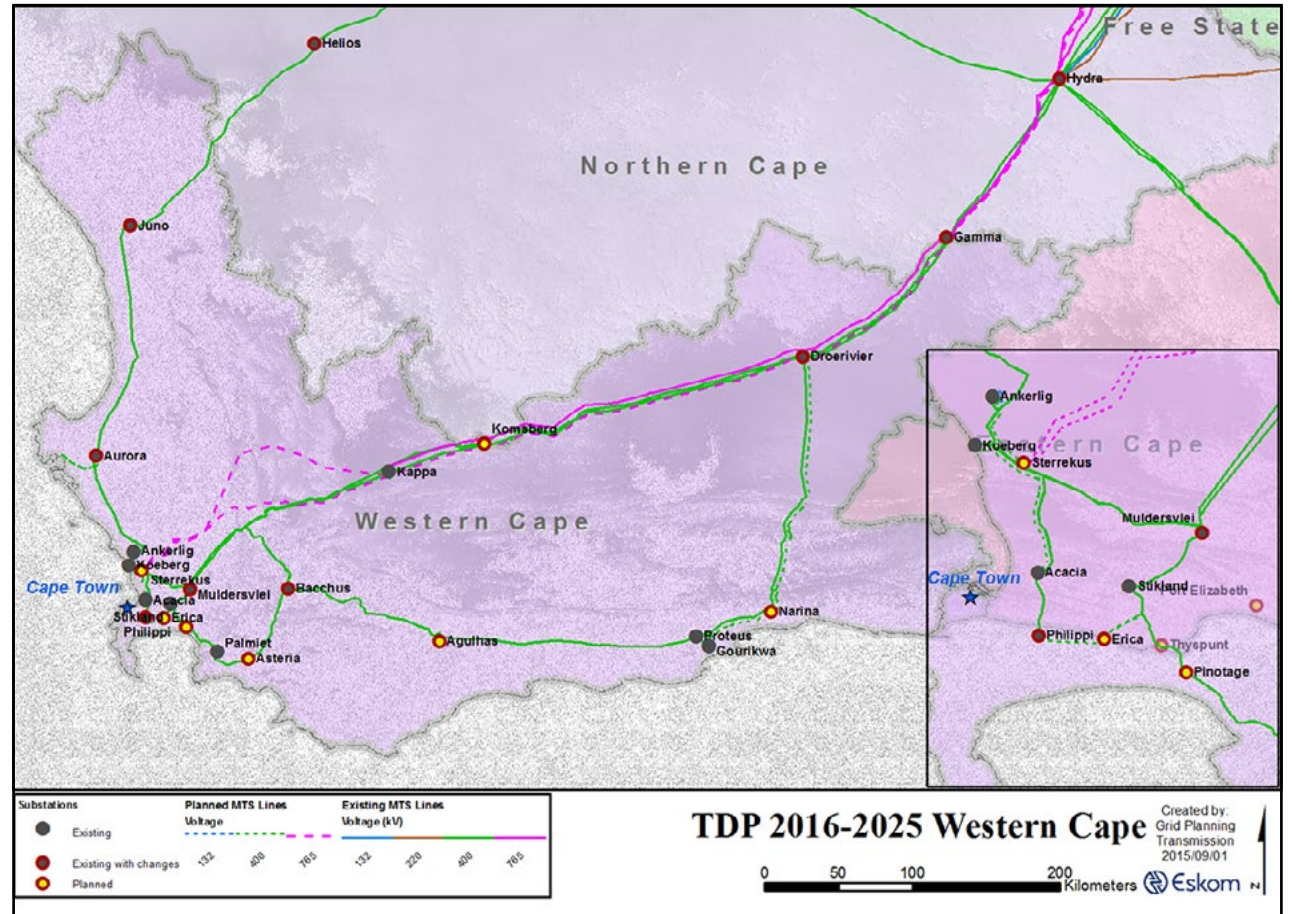 Free State
Helios
Hydra
Northern Cape
Juno
Gamma
Droerivier
Komsberg
Kappa
Aurora
Western Cape
Ankerlig
Koeberg
Sterrekus
Cape Town
Acacia
Muldersvlei
Bacchus
Stikland
Erica
Philippi
Palmiet
Asteria
Agulhas
Proteus
Gourikwa
Narina
Ankerlig
Koeberg
tern Cape
Sterrekus
Muldersvlei
Acacia
Cape Town
Stikland
Port Elizabeth
Philippi
Erica
Thyspunt
Pinotage
Substations
Existing
Existing with changes
Planned
Planned MTS Lines
Voltage
132 400 765
Existing MTS Lines
Voltage (kV)
132 220 400 765
TDP 2016-2025 Western Cape
Created by:
Grid Planning
Transmission
2015/09/01
0 50 100 200
Kilometers
Eskom
N